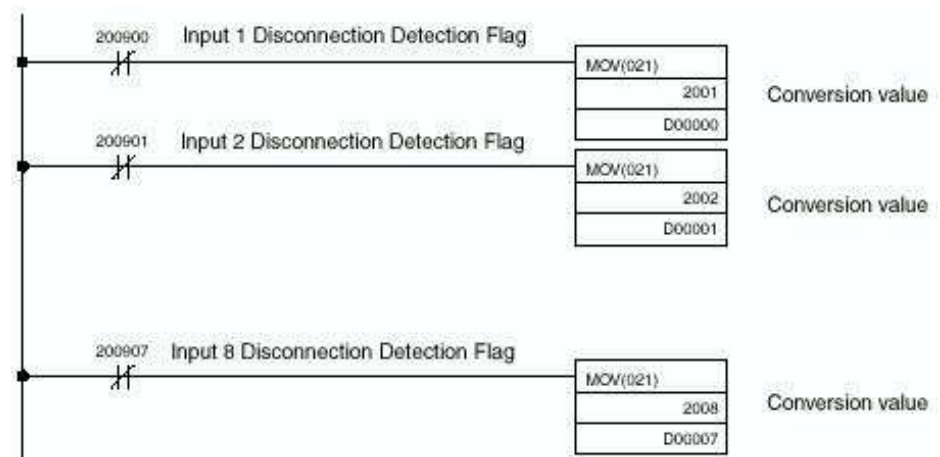 200900 Input 1 Disconnection Detection Flag
MOV(021)
2001
Conversion value
D00000
200901 Input 2 Disconnection Detection Flag
MOV(021)
2002
Conversion value
D00001
200907 Input 8 Disconnection Detection Flag
MOV(021)
2008
Conversion value
D00007